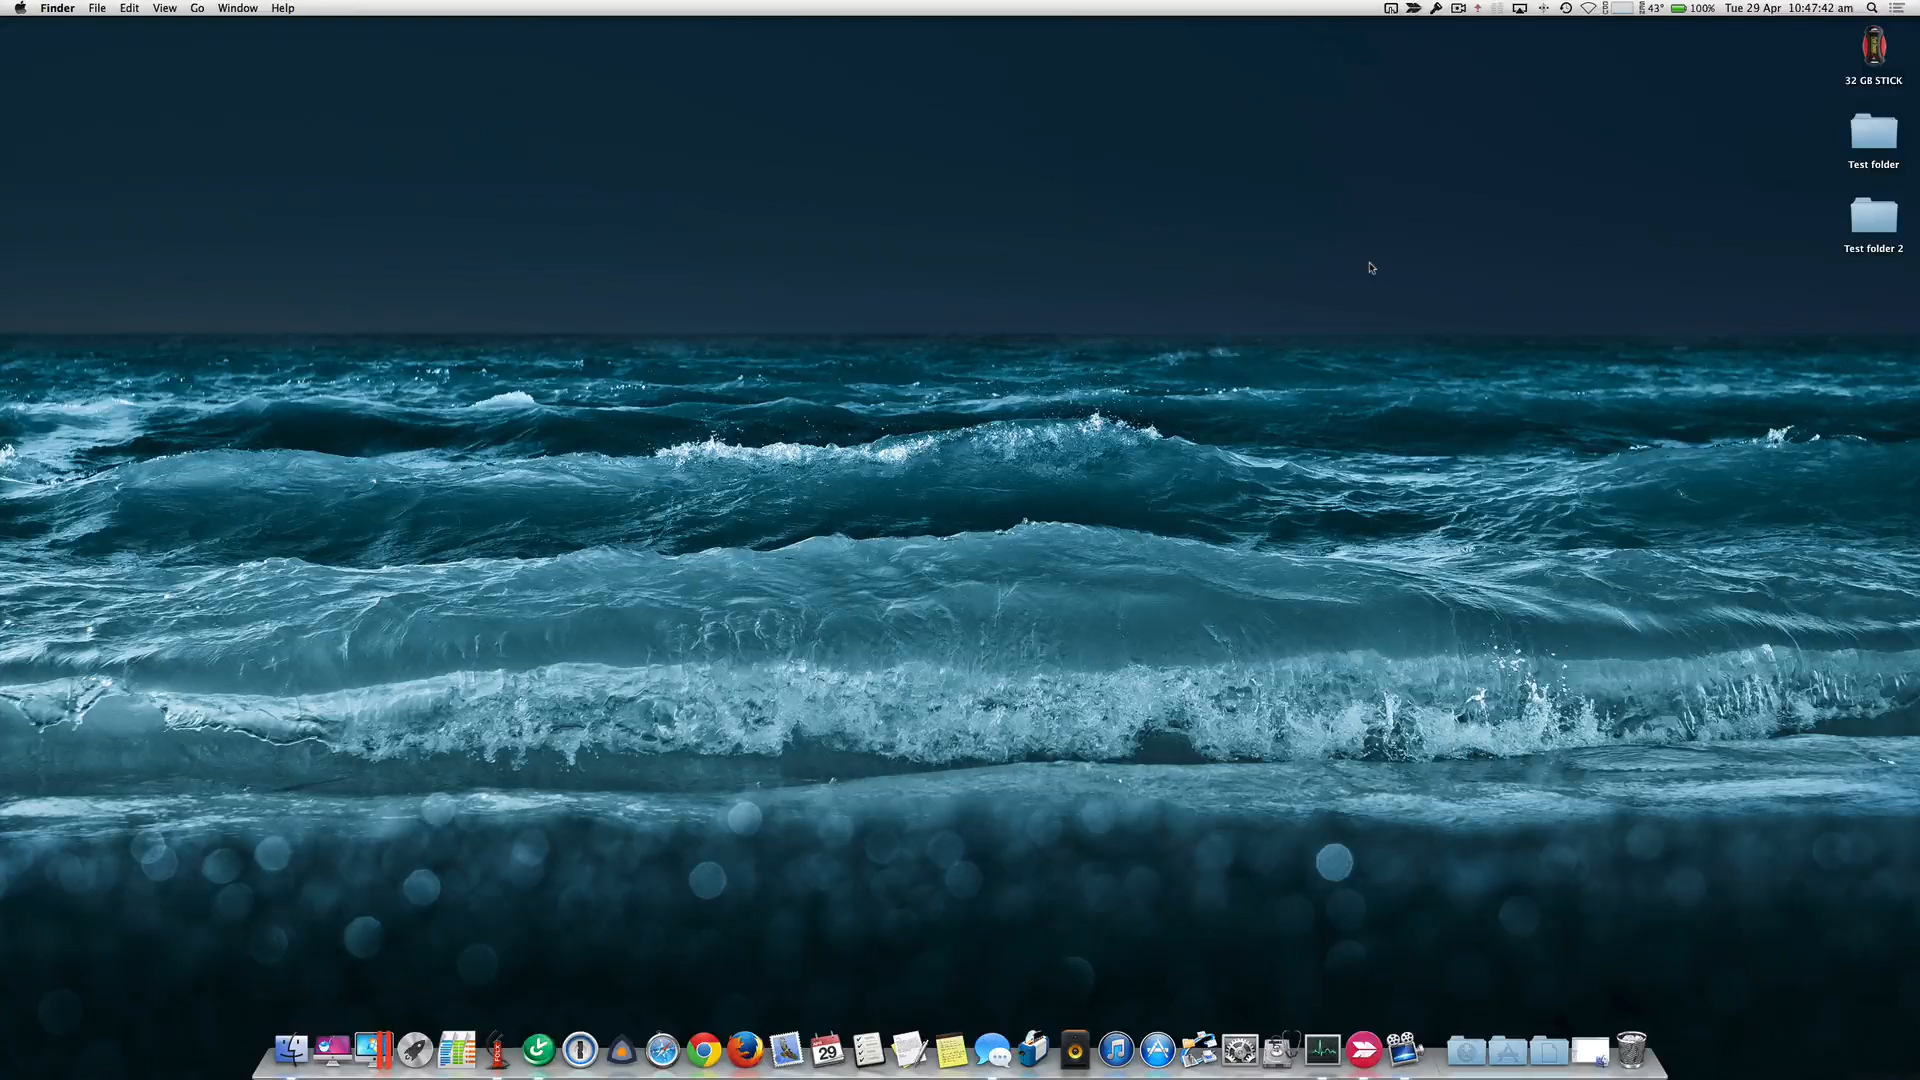 Finder File Edit View Go Window Help 43° 100% Tue 29 Apr 10:47:42 am
32 GB STICK
Test folder
Test folder 2
29